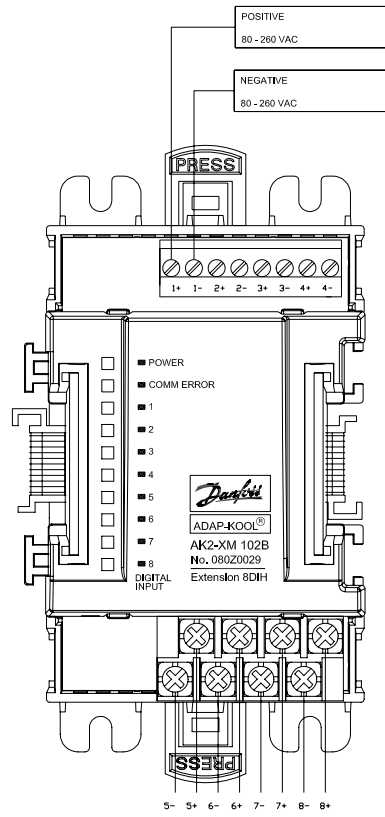 POSITIVE
80 - 260 VAC
NEGATIVE
80 - 260 VAC
PRESS
1+ 1- 2+ 2- 3+ 3- 4+ 4-
POWER
COMM ERROR
1
2
3
4
5
6
7
8
DIGITAL
INPUT
Danfoss
ADAP-KOOL®
AK2-XM 102B
No. 080Z0029
Extension 8DIH
PRESS
5- 5+ 6- 6+ 7- 7+ 8- 8+